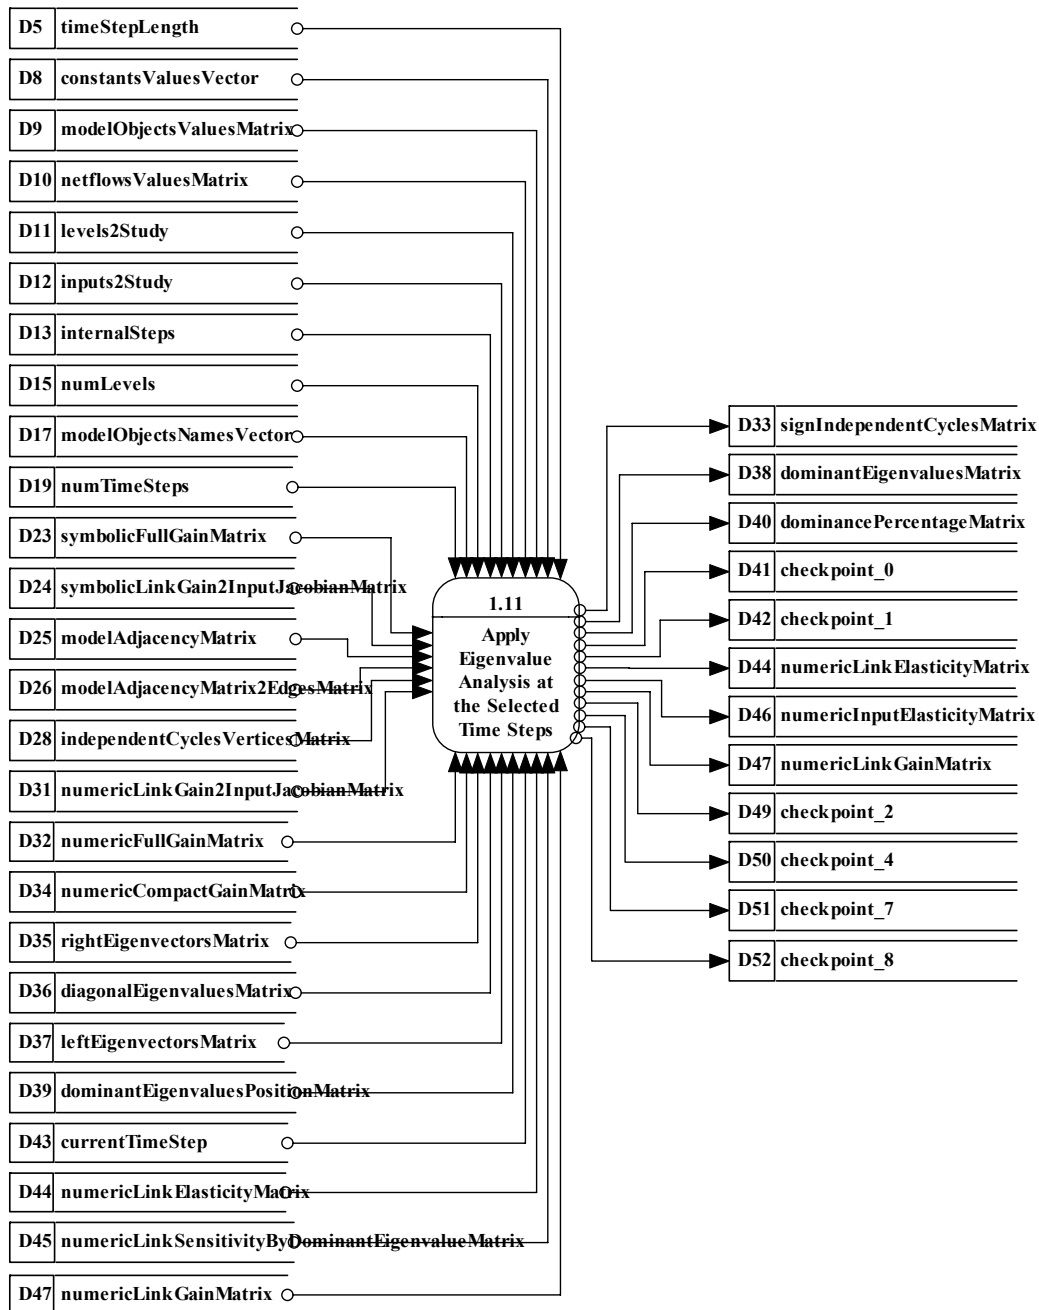 D5 timeStepLength
D8 constantsValuesVector
D9 modelObjectsValuesMatrix
D10 netflowsValuesMatrix
D11 levels2Study
D12 inputs2Study
D13 internalSteps
D15 numLevels
D17 modelObjectsNamesVector
D19 numTimeSteps
D23 symbolicFullGainMatrix
D24 symbolicLinkGain2InputJacobianMatrix
D25 modelAdjacencyMatrix
D26 modelAdjacencyMatrix2EdgesMatrix
D28 independentCyclesVerticesMatrix
D31 numericLinkGain2InputJacobianMatrix
D32 numericFullGainMatrix
D34 numericCompactGainMatrix
D35 rightEigenvectorsMatrix
D36 diagonalEigenvaluesMatrix
D37 leftEigenvectorsMatrix
D39 dominantEigenvaluesPositionMatrix
D43 currentTimeStep
D44 numericLinkElasticityMatrix
D45 numericLinkSensitivityByDominantEigenvalueMatrix
D47 numericLinkGainMatrix
1.11
Apply
Eigenvalue
Analysis at
the Selected
Time Steps
D33 signIndependentCyclesMatrix
D38 dominantEigenvaluesMatrix
D40 dominancePercentageMatrix
D41 checkpoint_0
D42 checkpoint_1
D44 numericLinkElasticityMatrix
D46 numericInputElasticityMatrix
D47 numericLinkGainMatrix
D49 checkpoint_2
D50 checkpoint_4
D51 checkpoint_7
D52 checkpoint_8